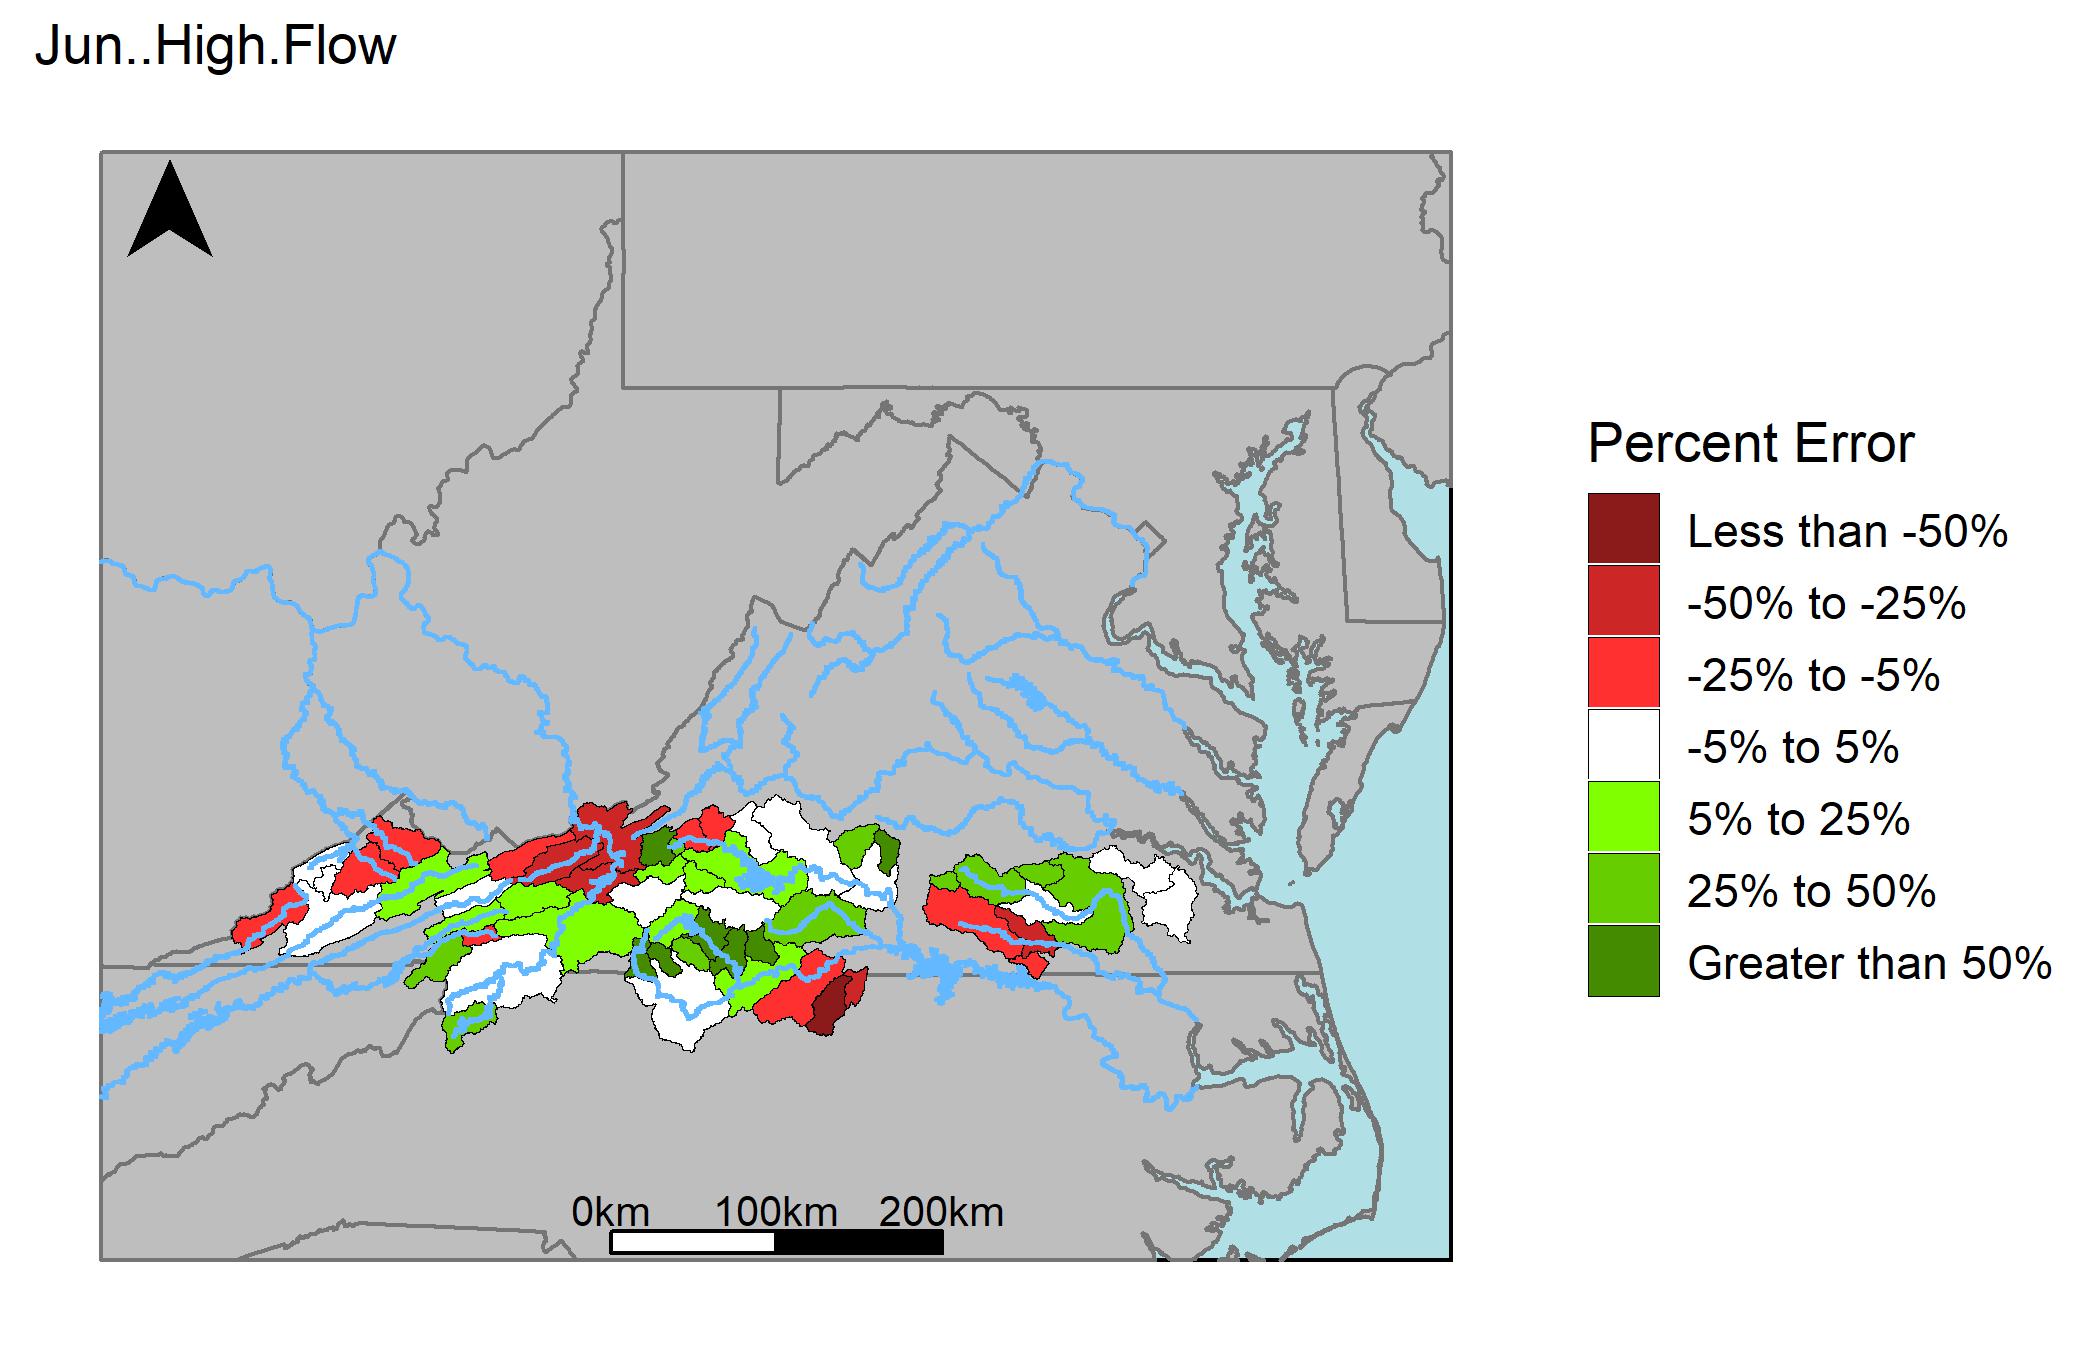 Jun..High.Flow
Percent Error
Less than -50%
-50% to -25%
-25% to -5%
-5% to 5%
5% to 25%
25% to 50%
Greater than 50%
0km 100km 200km